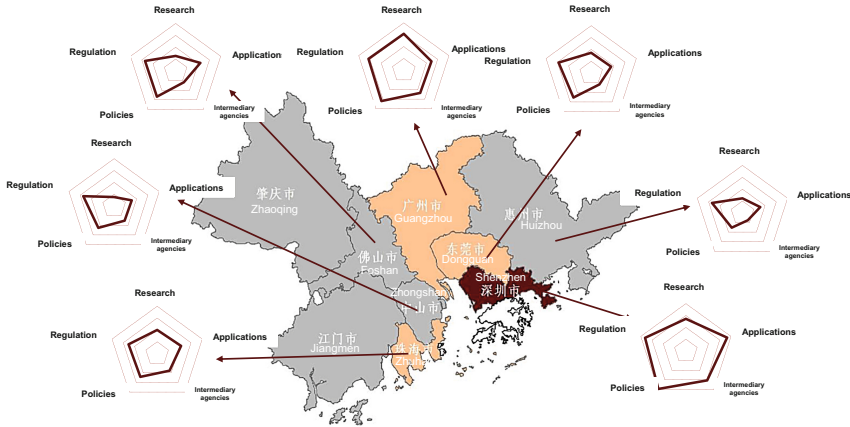 Research
Regulation
Application
Policies
Intermediary
agencies
Research
Regulation
Applications
Policies
Intermediary
agencies
Research
Regulation
Applications
Policies
Intermediary
agencies
Research
Regulation
Applications
Policies
Intermediary
agencies
Research
Regulation
Applications
Policies
Intermediary
agencies
Research
Regulation
Applications
Policies
Intermediary
agencies
Research
Regulation
Applications
Policies
Intermediary
agencies
肇庆市
Zhaoqing
广州市
Guangzhou
惠州市
Huizhou
佛山市
Foshan
东莞市
Dongguan
Shenzhen
深圳市
Zhongshan
中山市
江门市
Jiangmen
珠海市